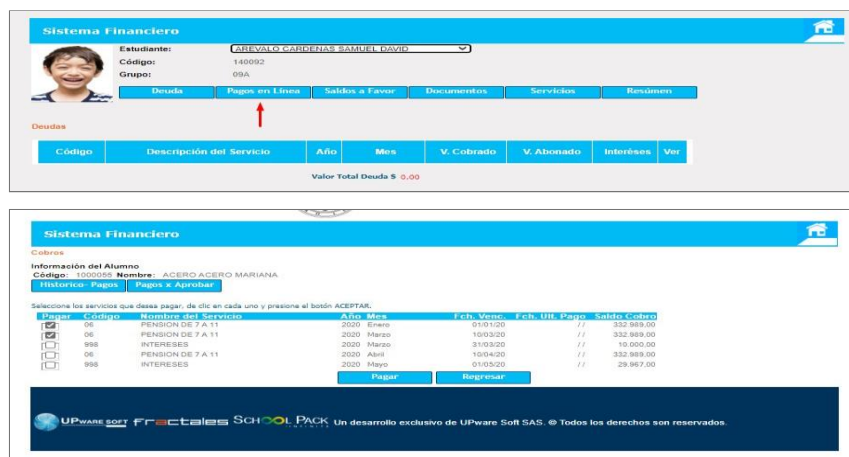 Sistema Financiero
Estudiante: AREVALO CARDENAS SAMUEL DAVID
Código: 140092
Grupo: 09A
Deuda Pagos en Línea Saldos a Favor Documentos Servicios Resúmen
Deudas
Código Descripción del Servicio Año Mes V. Cobrado V. Abonado Interéses Ver
Valor Total Deuda $ 0,00
Sistema Financiero
Cobros
Información del Alumno
Código: 1000055 Nombre: ACERO ACERO MARIANA
Historico- Pagos Pagos x Aprobar
Seleccione los servicios que desea pagar, de clic en cada uno y presione el botón ACEPTAR.
Pagar Código Nombre del Servicio Año Mes Fch. Venc. Fch. Ult. Pago Saldo Cobro
06 PENSION DE 7 A 11 2020 Enero 01/01/20 / / 332.989,00
06 PENSION DE 7 A 11 2020 Marzo 10/03/20 / / 332.989,00
998 INTERESES 2020 Marzo 31/03/20 / / 10.000,00
06 PENSION DE 7 A 11 2020 Abril 10/04/20 / / 332.989,00
998 INTERESES 2020 Mayo 01/05/20 / / 29.967,00
Pagar Regresar
UPWARE SOFT Fractales SCHOOL PACK Un desarrollo exclusivo de UPware Soft SAS. © Todos los derechos son reservados.